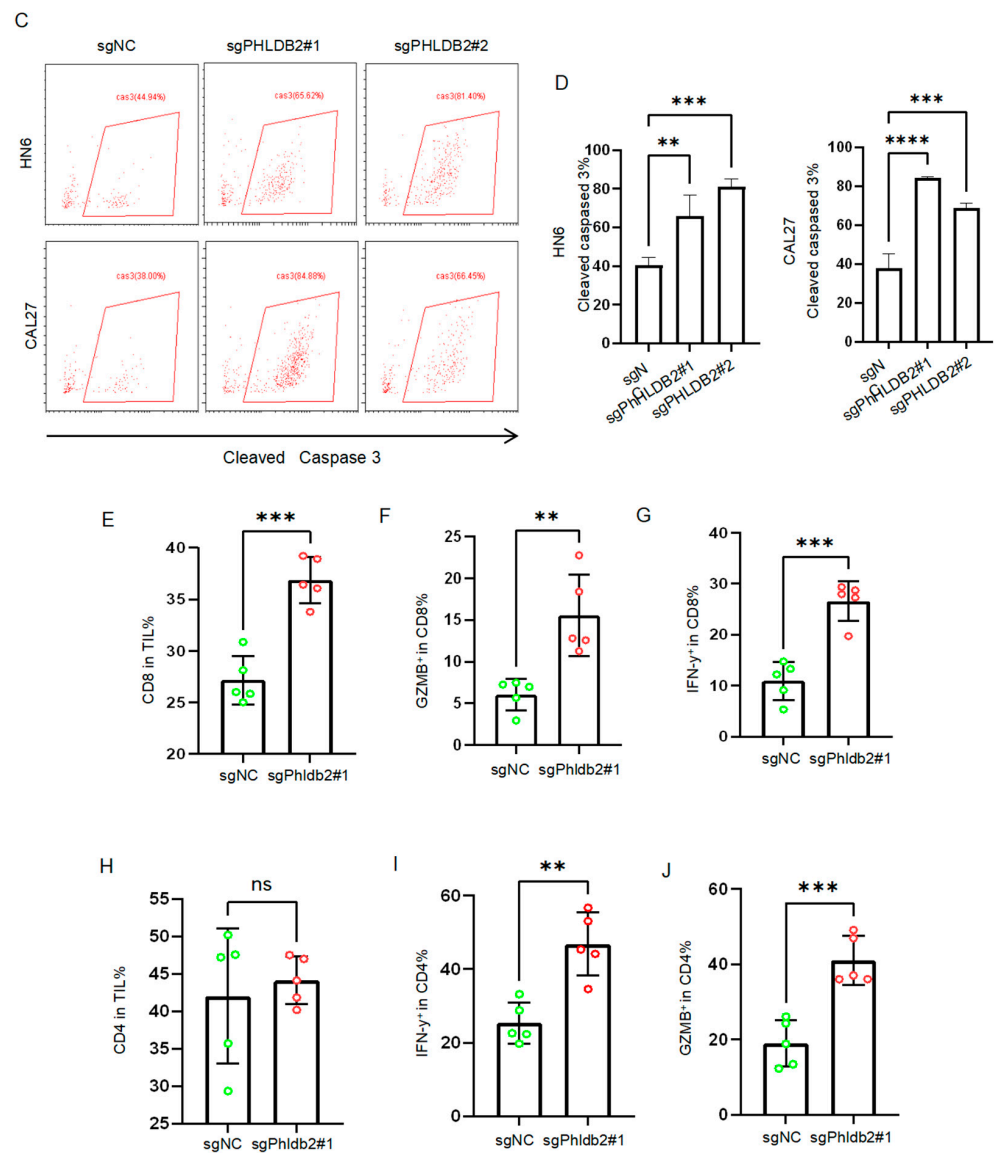 C
sgNC sgPHLDB2#1 sgPHLDB2#2
HN6
cas3(44.94%) cas3(65.62%) cas3(81.40%)
CAL27
cas3(38.00%) cas3(84.88%) cas3(66.45%)
Cleaved Caspase 3
D
HN6
Cleaved caspased 3%
*** **
100
80
60
40
20
0
sgN
G
sgPhHLDB2#1
sgPHLDB2#2
CAL27
Cleaved caspased 3%
***
****
100
80
60
40
20
0
sgNC
sgPHLDB2#1
sgPHLDB2#2
E
***
CD8 in TIL%
40
35
30
25
20
sgNC sgPhldb2#1
F
**
GZMB+ in CD8%
25
20
15
10
5
0
sgNC sgPhldb2#1
G
***
IFN-y+ in CD8%
40
30
20
10
0
sgNC sgPhldb2#1
H
ns
CD4 in TIL%
55
50
45
40
35
30
25
sgNC sgPhldb2#1
I
**
IFN-y+ in CD4%
60
40
20
0
sgNC sgPhldb2#1
J
***
GZMB+ in CD4%
60
40
20
0
sgNC sgPhldb2#1